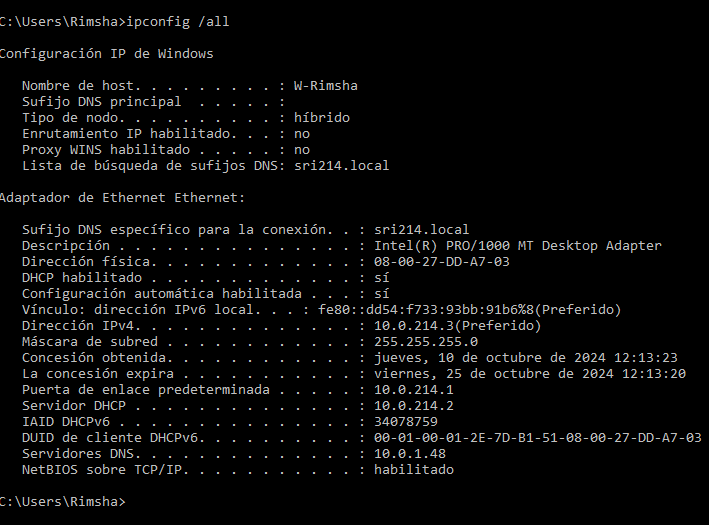 C:\Users\Rimsha>ipconfig /all
Configuración IP de Windows
Nombre de host. . . . . . . . . : W-Rimsha
Sufijo DNS principal  . . . . . :
Tipo de nodo. . . . . . . . . . : híbrido
Enrutamiento IP habilitado. . . : no
Proxy WINS habilitado . . . . . : no
Lista de búsqueda de sufijos DNS: sri214.local
Adaptador de Ethernet Ethernet:
Sufijo DNS específico para la conexión. . : sri214.local
Descripción . . . . . . . . . . . . . . . : Intel(R) PRO/1000 MT Desktop Adapter
Dirección física. . . . . . . . . . . . . : 08-00-27-DD-A7-03
DHCP habilitado . . . . . . . . . . . . . : sí
Configuración automática habilitada . . . : sí
Vínculo: dirección IPv6 local. . . : fe80::dd54:f733:93bb:91b6%8(Preferido)
Dirección IPv4. . . . . . . . . . . . . . : 10.0.214.3(Preferido)
Máscara de subred . . . . . . . . . . . . : 255.255.255.0
Concesión obtenida. . . . . . . . . . . . : jueves, 10 de octubre de 2024 12:13:23
La concesión expira . . . . . . . . . . . : viernes, 25 de octubre de 2024 12:13:20
Puerta de enlace predeterminada . . . . . : 10.0.214.1
Servidor DHCP . . . . . . . . . . . . . . : 10.0.214.2
IAID DHCPv6 . . . . . . . . . . . . . . . : 34078759
DUID de cliente DHCPv6. . . . . . . . . . : 00-01-00-01-2E-7D-B1-51-08-00-27-DD-A7-03
Servidores DNS. . . . . . . . . . . . . . : 10.0.1.48
NetBIOS sobre TCP/IP. . . . . . . . . . . : habilitado
C:\Users\Rimsha>